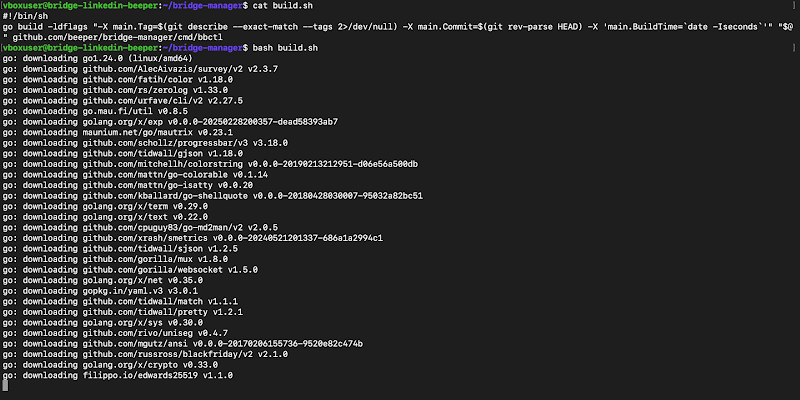 vboxuser@bridge-linkedin-beeper:~/bridge-manager$ cat build.sh
#!/bin/sh
go build -ldflags "-X main.Tag=$(git describe --exact-match --tags 2>/dev/null) -X main.Commit=$(git rev-parse HEAD) -X 'main.BuildTime=`date -Iseconds`'" "$@
" github.com/beeper/bridge-manager/cmd/bbctl
vboxuser@bridge-linkedin-beeper:~/bridge-manager$ bash build.sh
go: downloading go1.24.0 (linux/amd64)
go: downloading github.com/AlecAivazis/survey/v2 v2.3.7
go: downloading github.com/fatih/color v1.18.0
go: downloading github.com/rs/zerolog v1.33.0
go: downloading github.com/urfave/cli/v2 v2.27.5
go: downloading go.mau.fi/util v0.8.5
go: downloading golang.org/x/exp v0.0.0-20250228200357-dead58393ab7
go: downloading maunium.net/go/mautrix v0.23.1
go: downloading github.com/schollz/progressbar/v3 v3.18.0
go: downloading github.com/tidwall/gjson v1.18.0
go: downloading github.com/mitchellh/colorstring v0.0.0-20190213212951-d06e56a500db
go: downloading github.com/mattn/go-colorable v0.1.14
go: downloading github.com/mattn/go-isatty v0.0.20
go: downloading github.com/kballard/go-shellquote v0.0.0-20180428030007-95032a82bc51
go: downloading golang.org/x/term v0.29.0
go: downloading golang.org/x/text v0.22.0
go: downloading github.com/cpuguy83/go-md2man/v2 v2.0.5
go: downloading github.com/xrash/smetrics v0.0.0-20240521201337-686a1a2994c1
go: downloading github.com/tidwall/sjson v1.2.5
go: downloading github.com/gorilla/mux v1.8.0
go: downloading github.com/gorilla/websocket v1.5.0
go: downloading golang.org/x/net v0.35.0
go: downloading gopkg.in/yaml.v3 v3.0.1
go: downloading github.com/tidwall/match v1.1.1
go: downloading github.com/tidwall/pretty v1.2.1
go: downloading golang.org/x/sys v0.30.0
go: downloading github.com/rivo/uniseg v0.4.7
go: downloading github.com/mgutz/ansi v0.0.0-20170206155736-9520e82c474b
go: downloading github.com/russross/blackfriday/v2 v2.1.0
go: downloading golang.org/x/crypto v0.33.0
go: downloading filippo.io/edwards25519 v1.1.0